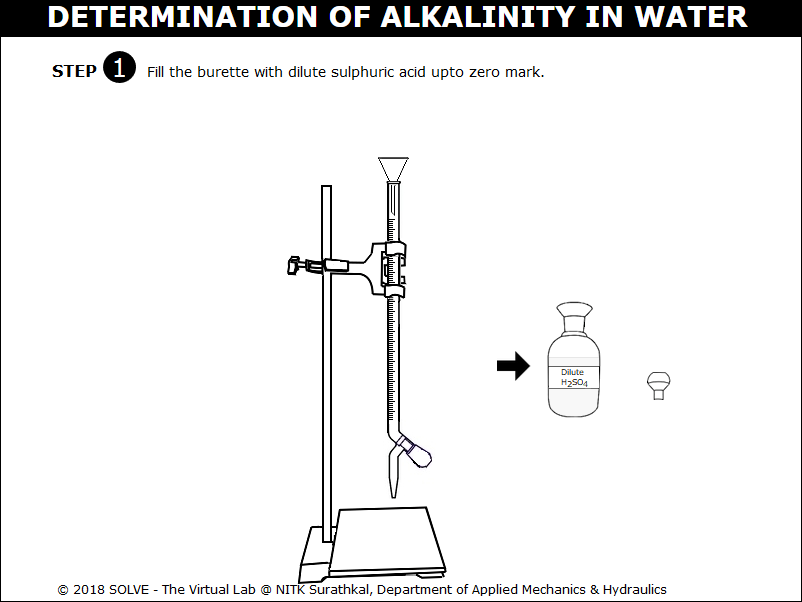 DETERMINATION OF ALKALINITY IN WATER
STEP 1 Fill the burette with dilute sulphuric acid upto zero mark.
Dilute
H₂SO₄
© 2018 SOLVE - The Virtual Lab @ NITK Surathkal, Department of Applied Mechanics & Hydraulics